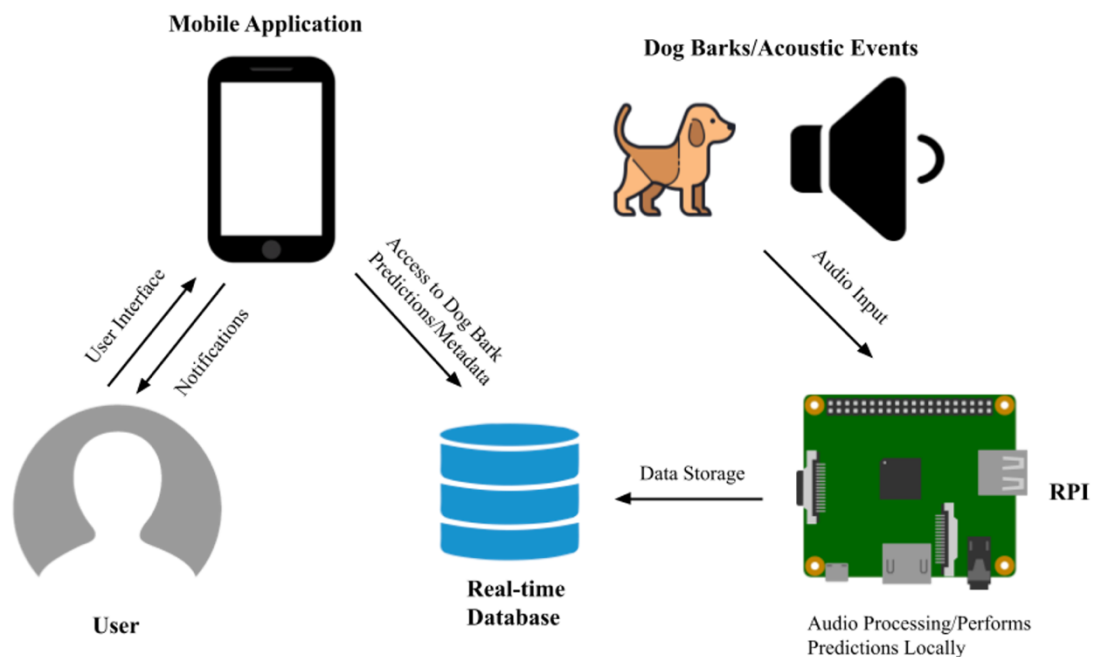 Mobile Application
Dog Barks/Acoustic Events
User Interface
Notifications
Access to Dog Bark
Predictions/Metadata
Audio Input
Data Storage
RPI
Real-time
Database
User
Audio Processing/Performs
Predictions Locally